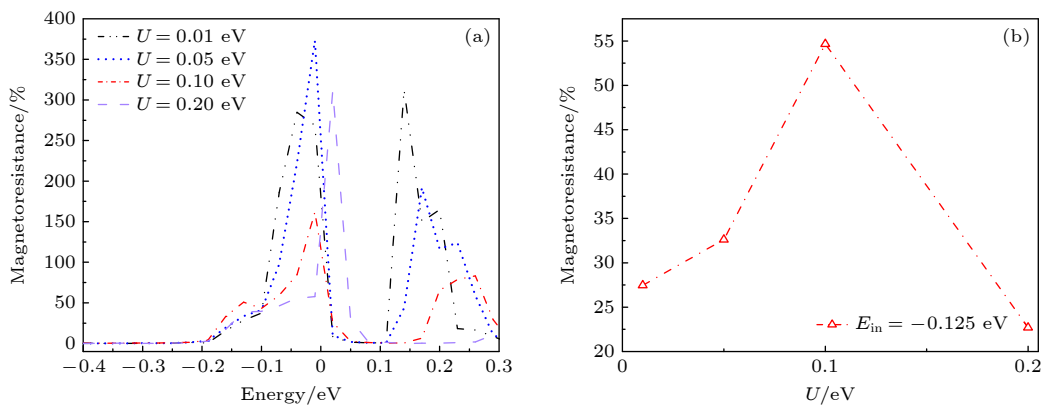 (a)
U = 0.01 eV
U = 0.05 eV
U = 0.10 eV
U = 0.20 eV
Magnetoresistance/%
400
350
300
250
200
150
100
50
0
−0.4 −0.3 −0.2 −0.1 0 0.1 0.2 0.3
Energy/eV
(b)
Magnetoresistance/%
55
50
45
40
35
30
25
20
E_in = −0.125 eV
0 0.1 0.2
U/eV